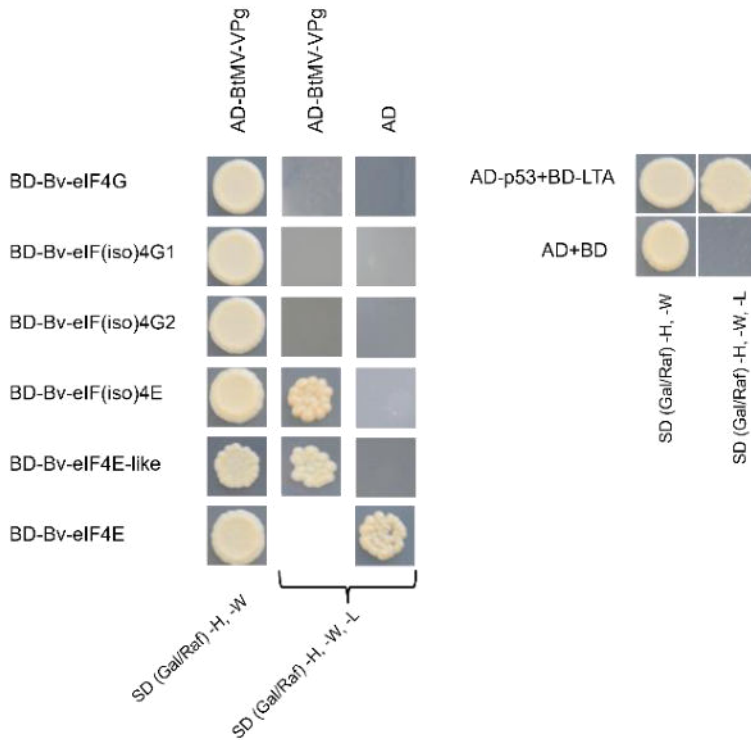 AD-BtMV-VPg
AD-BtMV-VPg
AD
BD-Bv-eIF4G
BD-Bv-eIF(iso)4G1
BD-Bv-eIF(iso)4G2
BD-Bv-eIF(iso)4E
BD-Bv-eIF4E-like
BD-Bv-eIF4E
SD (Gal/Raf) -H, -W
SD (Gal/Raf) -H, -W, -L
AD-p53+BD-LTA
AD+BD
SD (Gal/Raf) -H, -W
SD (Gal/Raf) -H, -W, -L